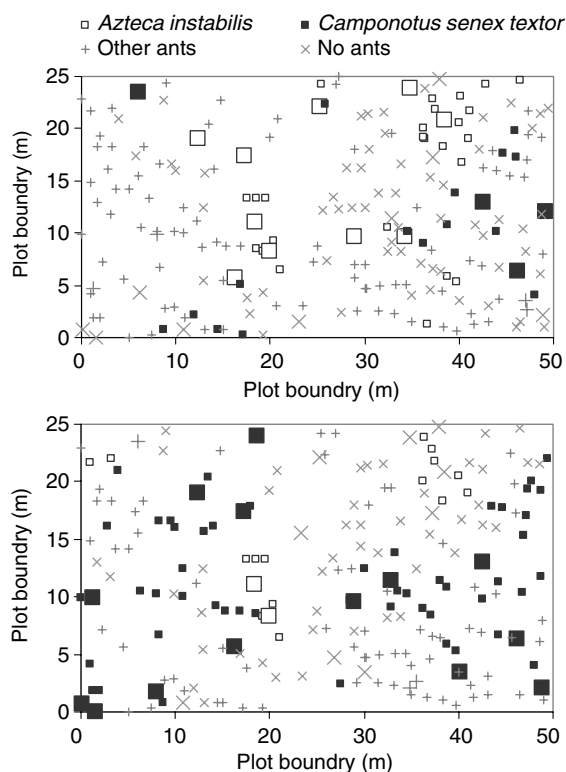 □ Azteca instabilis ■ Camponotus senex textor
+ Other ants × No ants
25
20
15
10
5
0
Plot boundry (m)
0 10 20 30 40 50
Plot boundry (m)
25
20
15
10
5
0
Plot boundry (m)
0 10 20 30 40 50
Plot boundry (m)